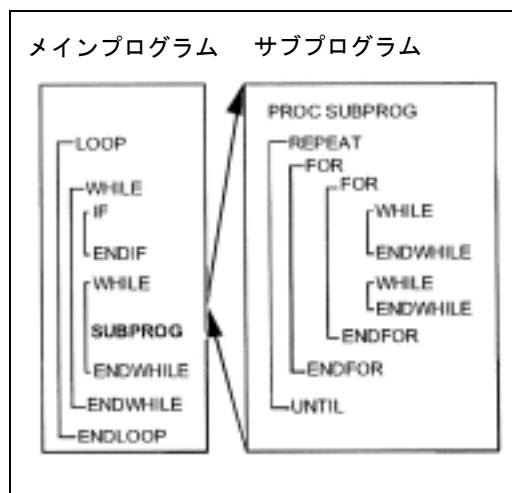 メインプログラム
サブプログラム
LOOP
WHILE
IF
ENDIF
WHILE
SUBPROG
ENDWHILE
ENDWHILE
ENDLOOP
PROC SUBPROG
REPEAT
FOR
FOR
WHILE
ENDWHILE
WHILE
ENDWHILE
ENDFOR
ENDFOR
UNTIL